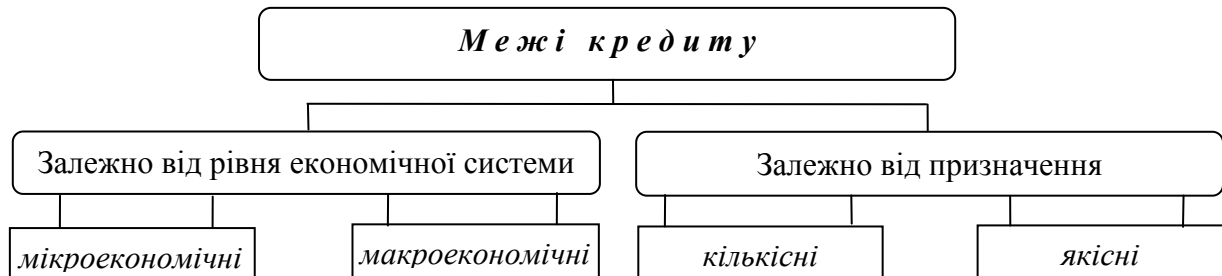 Межі кредиту
Залежно від рівня економічної системи
Залежно від призначення
мікроекономічні
макроекономічні
кількісні
якісні